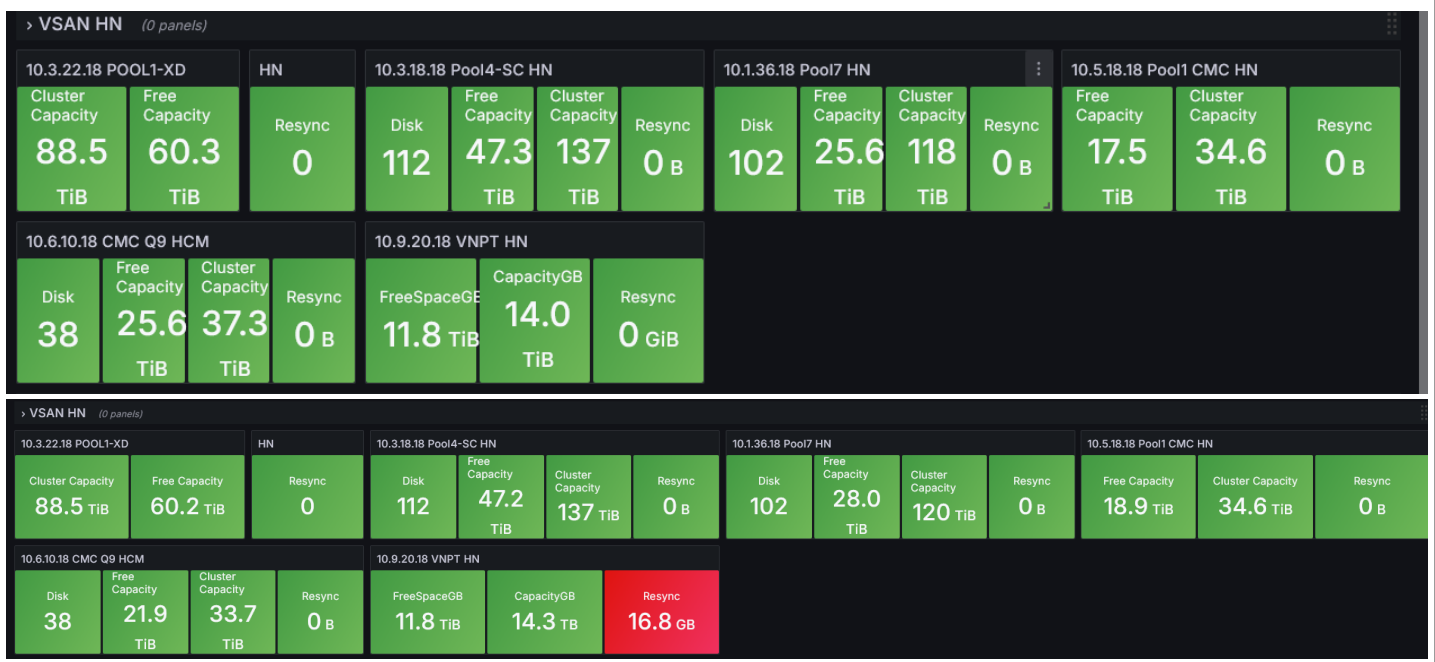 › VSAN HN (0 panels)
10.3.22.18 POOL1-XD
Cluster
Capacity
88.5
TiB
Free
Capacity
60.3
TiB
HN
Resync
0
10.3.18.18 Pool4-SC HN
Disk
112
Free
Capacity
47.3
TiB
Cluster
Capacity
137
TiB
Resync
0 B
10.1.36.18 Pool7 HN
Disk
102
Free
Capacity
25.6
TiB
Cluster
Capacity
118
TiB
Resync
0 B
10.5.18.18 Pool1 CMC HN
Free
Capacity
17.5
TiB
Cluster
Capacity
34.6
TiB
Resync
0 B
10.6.10.18 CMC Q9 HCM
Disk
38
Free
Capacity
25.6
TiB
Cluster
Capacity
37.3
TiB
Resync
0 B
10.9.20.18 VNPT HN
FreeSpaceGB
11.8 TiB
CapacityGB
14.0
TiB
Resync
0 GiB
› VSAN HN (0 panels)
10.3.22.18 POOL1-XD
Cluster Capacity
88.5 TiB
Free Capacity
60.2 TiB
HN
Resync
0
10.3.18.18 Pool4-SC HN
Disk
112
Free
Capacity
47.2
TiB
Cluster
Capacity
137 TiB
Resync
0 B
10.1.36.18 Pool7 HN
Disk
102
Free
Capacity
28.0
TiB
Cluster
Capacity
120 TiB
Resync
0 B
10.5.18.18 Pool1 CMC HN
Free Capacity
18.9 TiB
Cluster Capacity
34.6 TiB
Resync
0 B
10.6.10.18 CMC Q9 HCM
Disk
38
Free
Capacity
21.9
TiB
Cluster
Capacity
33.7
TiB
Resync
0 B
10.9.20.18 VNPT HN
FreeSpaceGB
11.8 TiB
CapacityGB
14.3 TB
Resync
16.8 GB